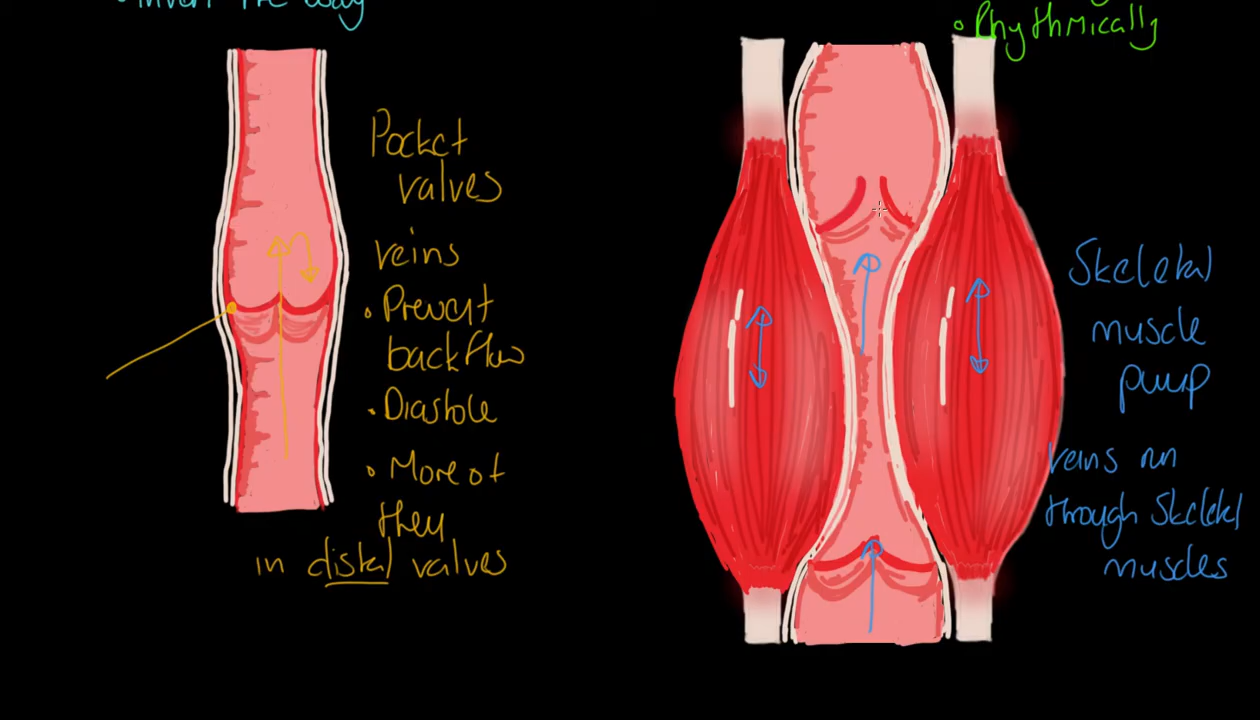 • Rhythmically
Pocket
valves
veins
• Prevent
backflow
• Diastole
• More of
they
in distal valves
Skeletal
muscle
pump
veins run
through Skeletal
muscles